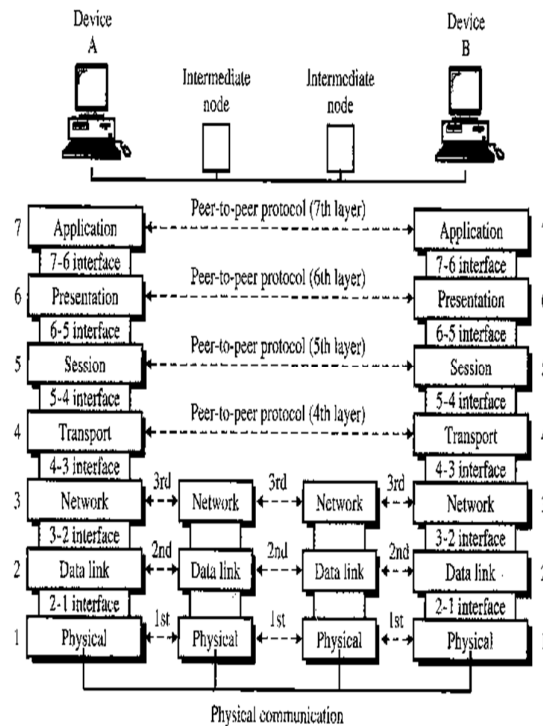 Device Device
A B
Intermediate Intermediate
node node
Peer-to-peer protocol (7th layer)
7 Application Application
7-6 interface 7-6 interface
Peer-to-peer protocol (6th layer)
6 Presentation Presentation
6-5 interface 6-5 interface
Peer-to-peer protocol (5th layer)
5 Session Session
5-4 interface 5-4 interface
Peer-to-peer protocol (4th layer)
4 Transport Transport
4-3 interface 4-3 interface
3rd 3rd 3rd
3 Network Network Network Network
3-2 interface 3-2 interface
2nd 2nd 2nd
2 Data link Data link Data link Data link
2-1 interface 2-1 interface
1st 1st 1st
1 Physical Physical Physical Physical
Physical communication